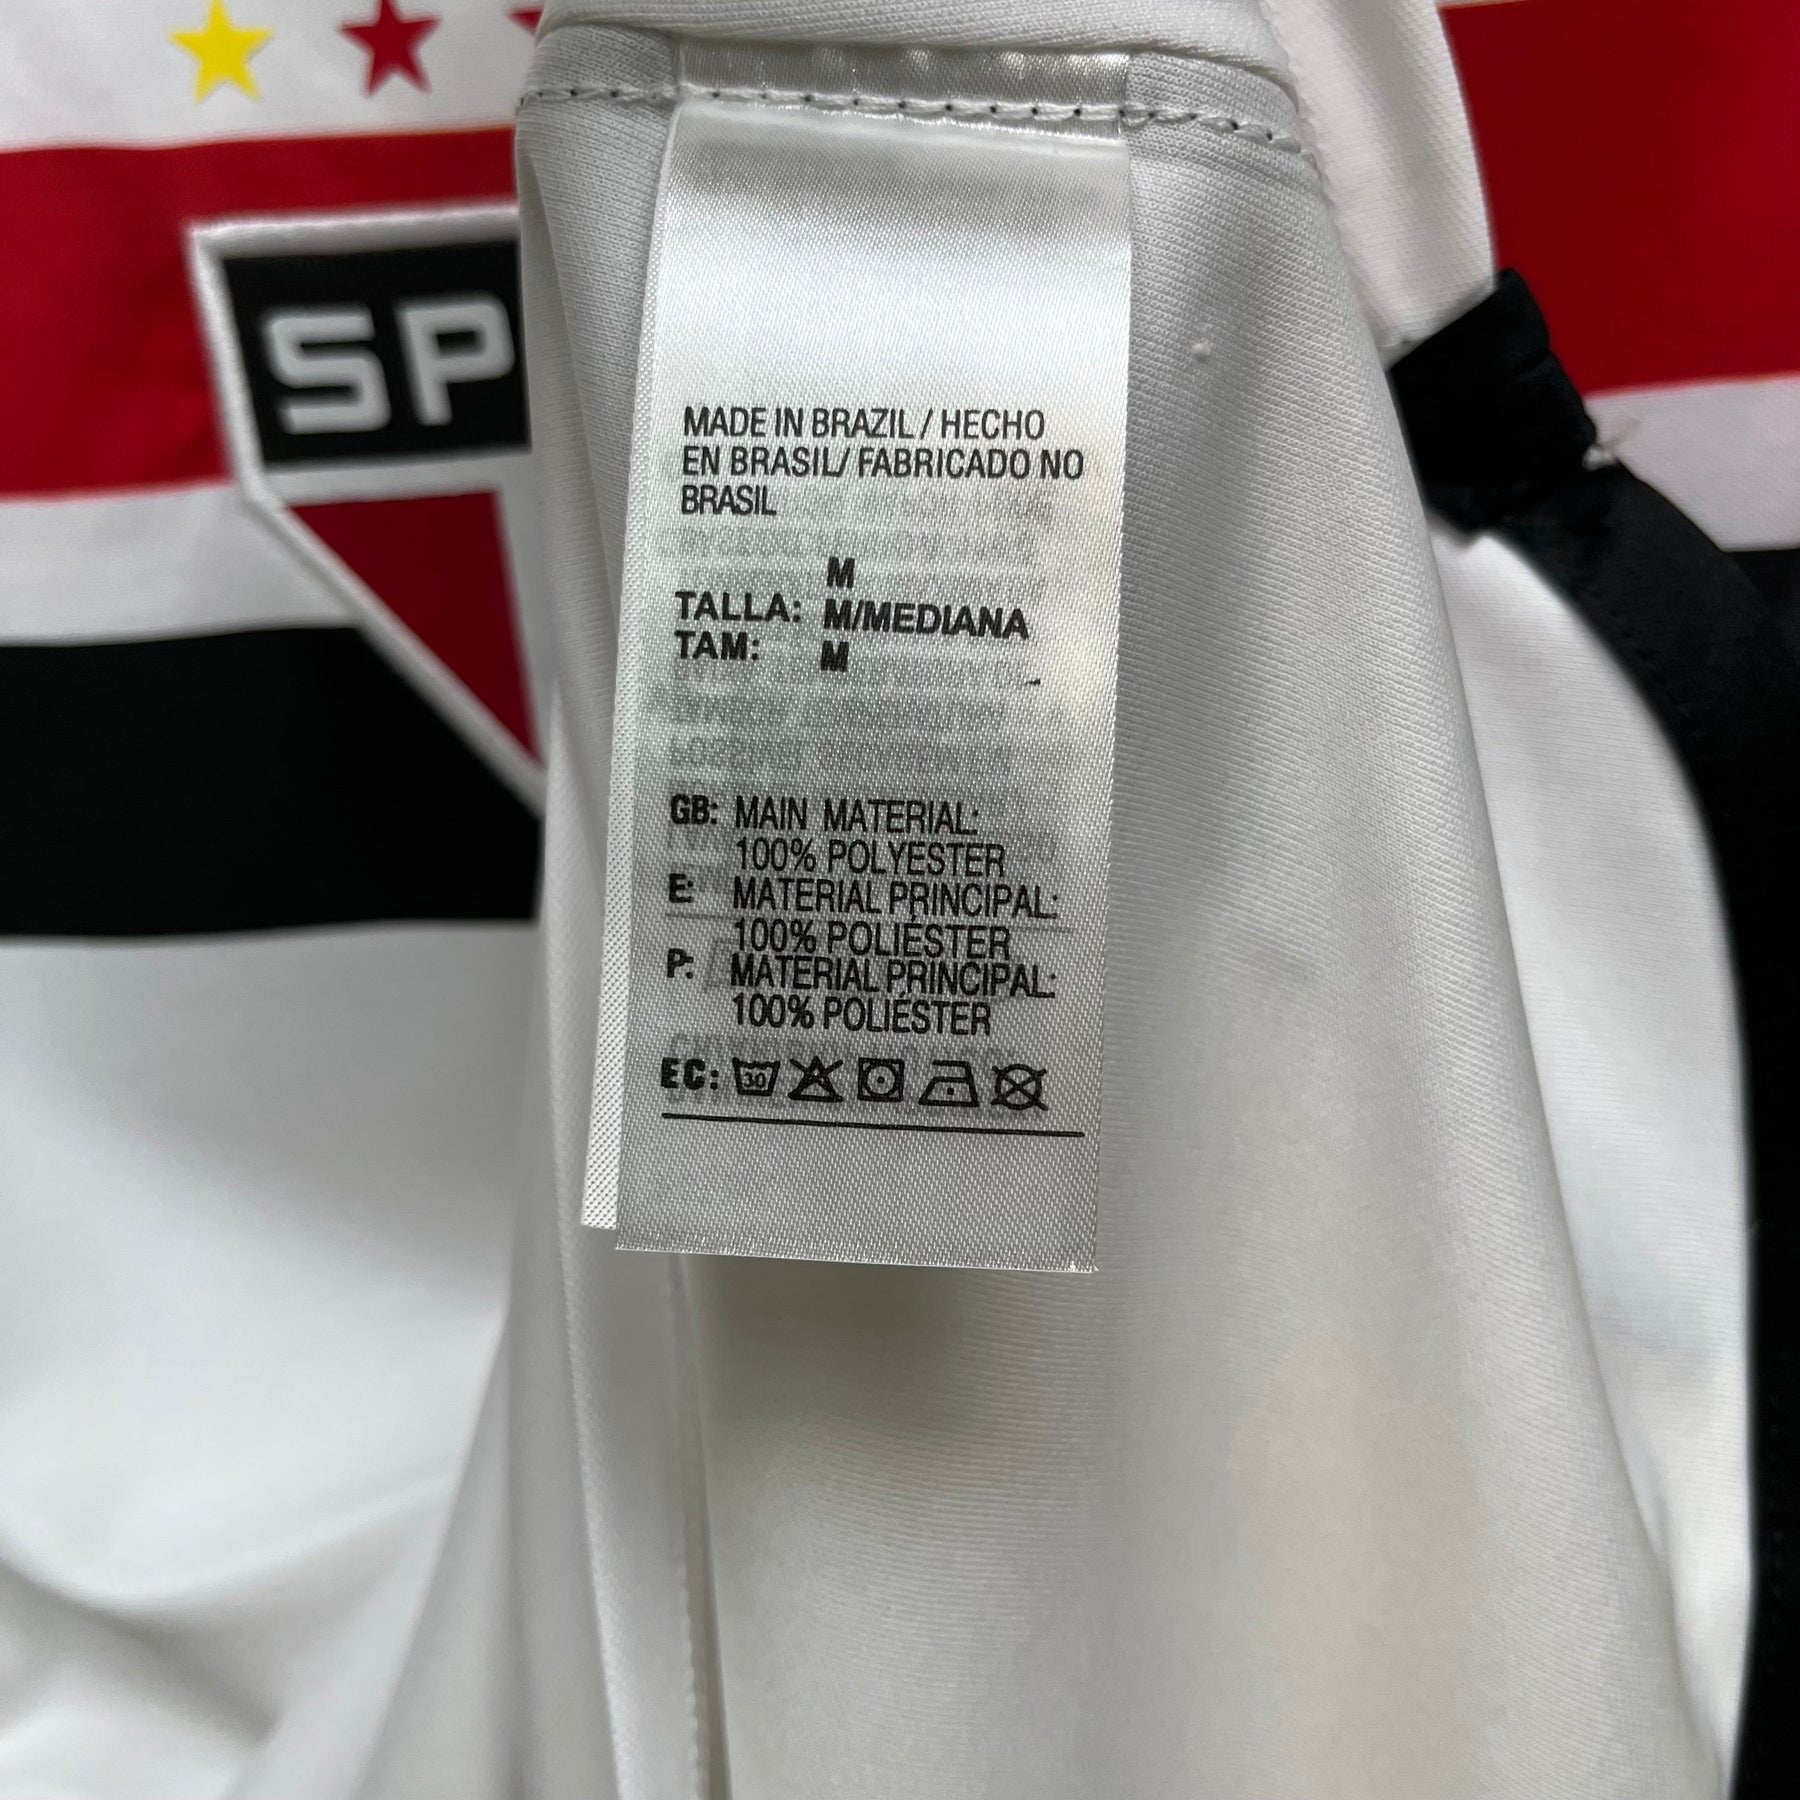 SP
MADE IN BRAZIL / HECHO
EN BRASIL/ FABRICADO NO
BRASIL
M
TALLA: M/MEDIANA
TAM: M
GB: MAIN MATERIAL:
100% POLYESTER
E: MATERIAL PRINCIPAL:
100% POLIÉSTER
P: MATERIAL PRINCIPAL:
100% POLIÉSTER
EC: 30